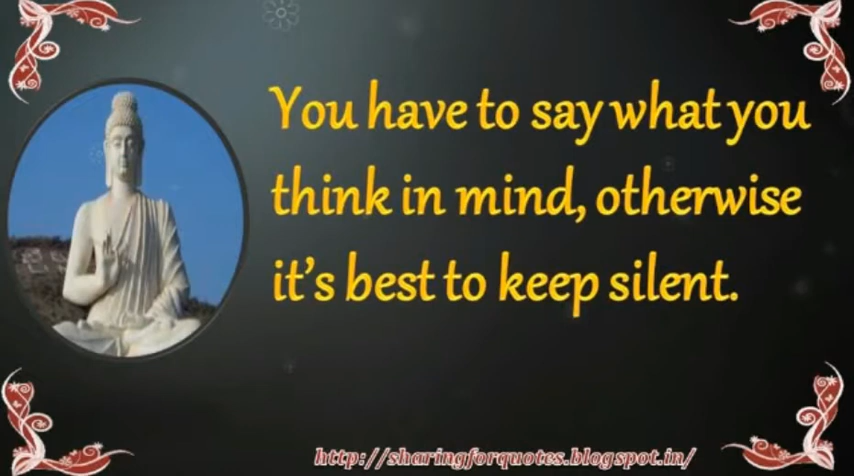 You have to say what you
think in mind, otherwise
it's best to keep silent.
http://sharingforquotes.blogspot.in/